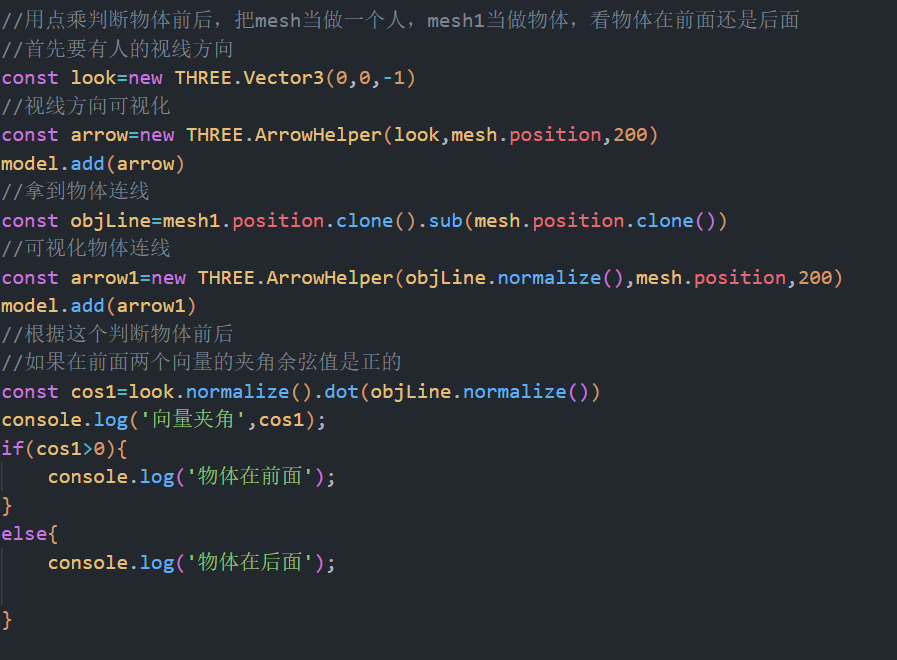 //用点乘判断物体前后，把mesh当做一个人，mesh1当做物体，看物体在前面还是后面
//首先要有人的视线方向
const look=new THREE.Vector3(0,0,-1)
//视线方向可视化
const arrow=new THREE.ArrowHelper(look,mesh.position,200)
model.add(arrow)
//拿到物体连线
const objLine=mesh1.position.clone().sub(mesh.position.clone())
//可视化物体连线
const arrow1=new THREE.ArrowHelper(objLine.normalize(),mesh.position,200)
model.add(arrow1)
//根据这个判断物体前后
//如果在前面两个向量的夹角余弦值是正的
const cos1=look.normalize().dot(objLine.normalize())
console.log('向量夹角',cos1);
if(cos1>0){
    console.log('物体在前面');
}
else{
    console.log('物体在后面');
}